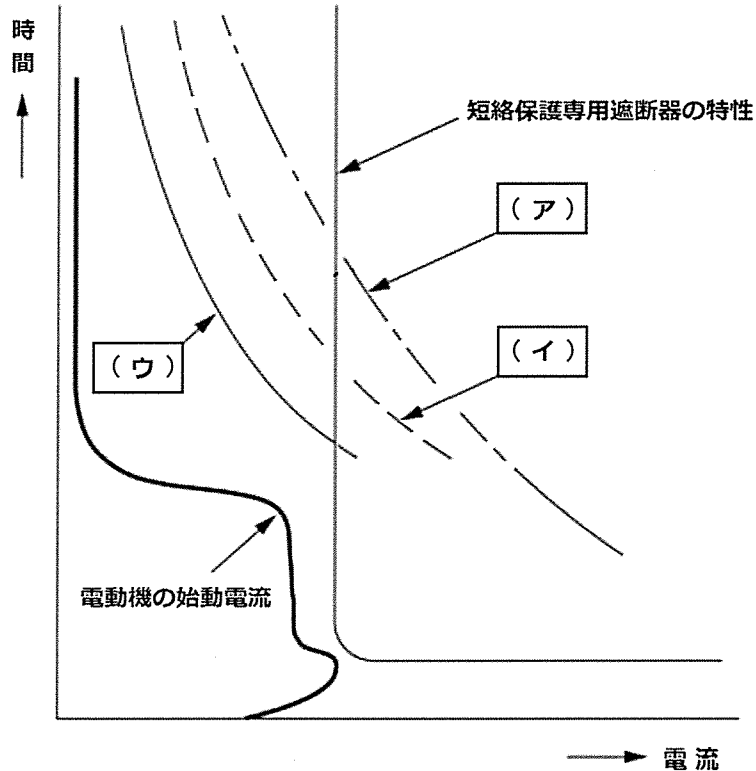 時
間
短絡保護専用遮断器の特性
（ ア ）
（ イ ）
（ ウ ）
電動機の始動電流
電 流